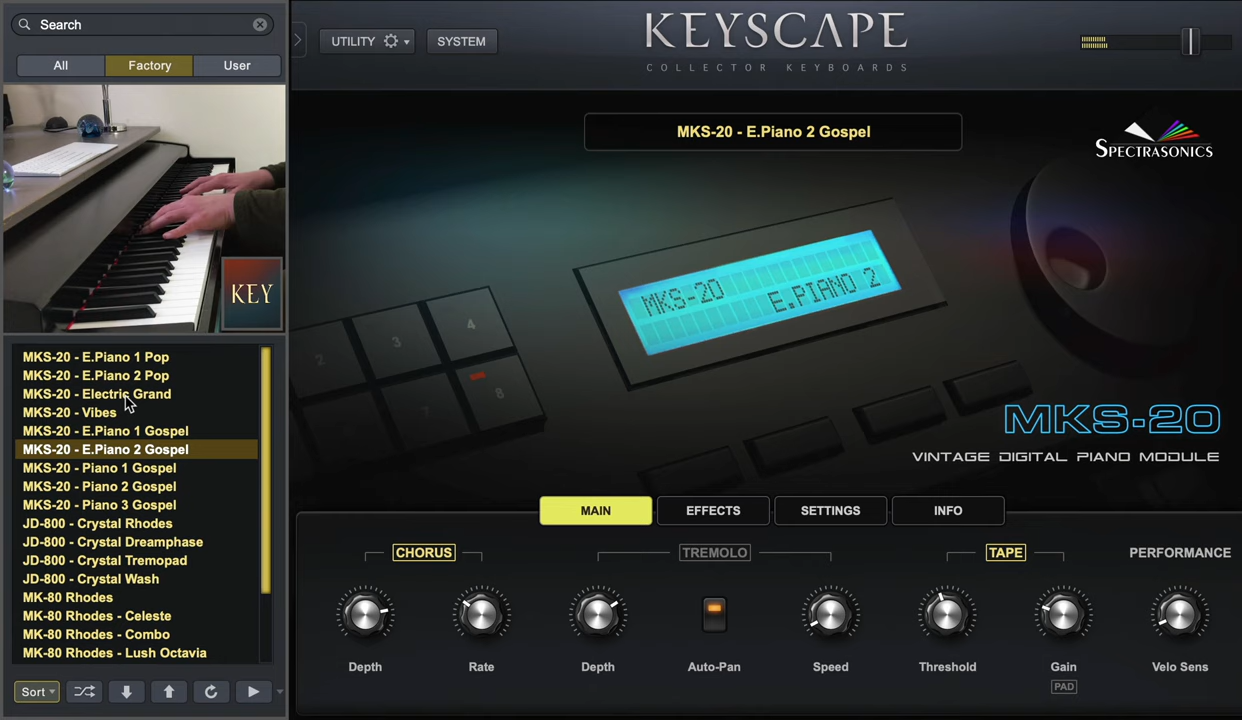 Search
All
Factory
User
KEY
MKS-20 - E.Piano 1 Pop
MKS-20 - E.Piano 2 Pop
MKS-20 - Electric Grand
MKS-20 - Vibes
MKS-20 - E.Piano 1 Gospel
MKS-20 - E.Piano 2 Gospel
MKS-20 - Piano 1 Gospel
MKS-20 - Piano 2 Gospel
MKS-20 - Piano 3 Gospel
JD-800 - Crystal Rhodes
JD-800 - Crystal Dreamphase
JD-800 - Crystal Tremopad
JD-800 - Crystal Wash
MK-80 Rhodes
MK-80 Rhodes - Celeste
MK-80 Rhodes - Combo
MK-80 Rhodes - Lush Octavia
Sort
UTILITY
SYSTEM
KEYSCAPE
COLLECTOR KEYBOARDS
MKS-20 - E.Piano 2 Gospel
SPECTRASONICS
MKS-20
E.PIANO 2
2
3
4
7
8
MKS-20
VINTAGE DIGITAL PIANO MODULE
MAIN
EFFECTS
SETTINGS
INFO
CHORUS
TREMOLO
TAPE
PERFORMANCE
Depth
Rate
Depth
Auto-Pan
Speed
Threshold
Gain
Velo Sens
PAD